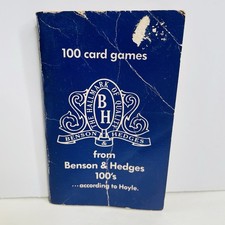 100 card games
THE HALLMARK OF QUALITY
BH
BENSON & HEDGES
from
Benson & Hedges
100's
...according to Hoyle.